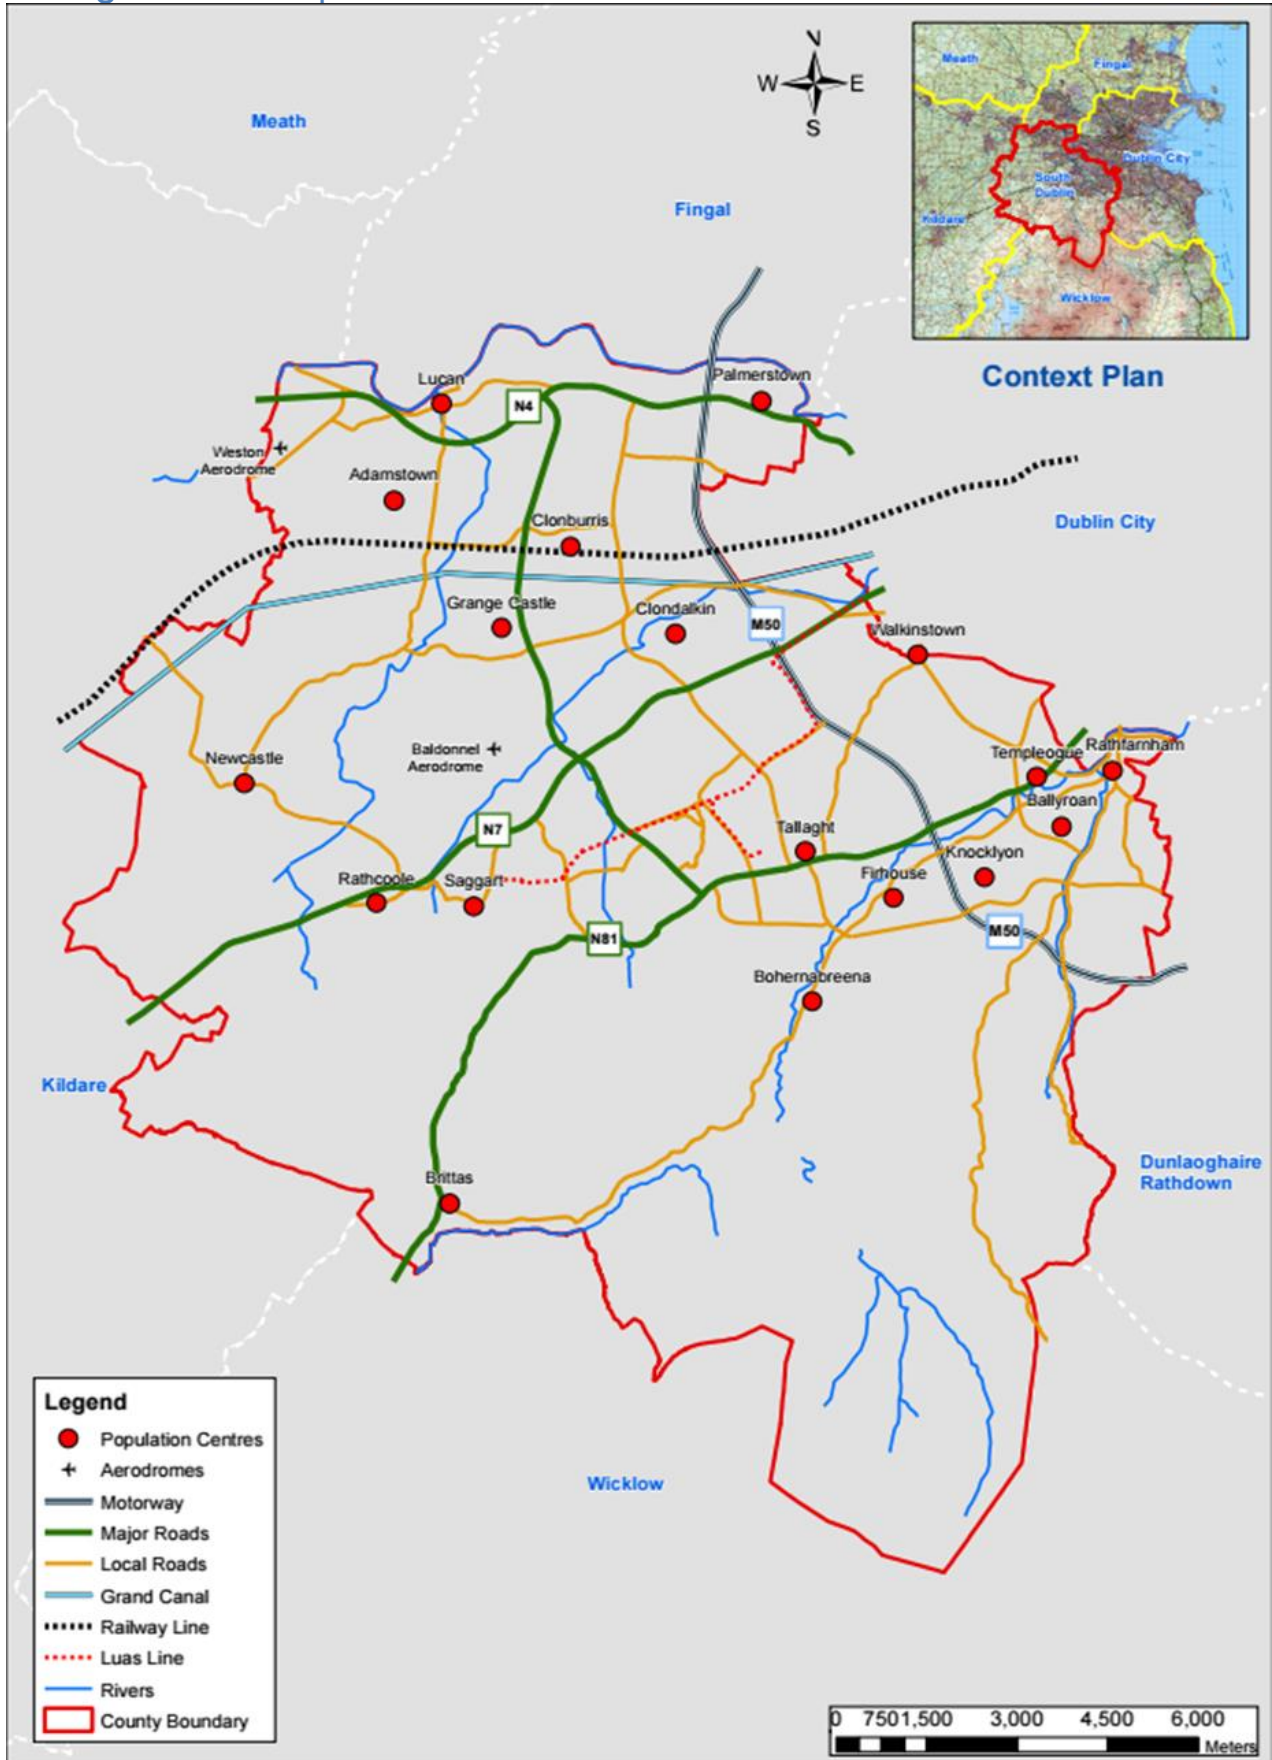 N
W E
S
Meath
Fingal
Meath
Fingal
Dublin City
South
Dublin
Kildare
Wicklow
Context Plan
Palmerstown
Lucan
N4
Weston
Aerodrome
Adamstown
Clonburris
Dublin City
Grange Castle
Clondalkin
M50
Walkinstown
Newcastle
Baldonnel
Aerodrome
Templeogue
Rathfarnham
Ballyroan
N7
Tallaght
Knocklyon
Rathcoole
Saggart
Firhouse
N81
M50
Bohernabreena
Kildare
Brittas
Dunlaoghaire
Rathdown
Wicklow
Legend
Population Centres
Aerodromes
Motorway
Major Roads
Local Roads
Grand Canal
Railway Line
Luas Line
Rivers
County Boundary
0 750 1,500 3,000 4,500 6,000
Meters